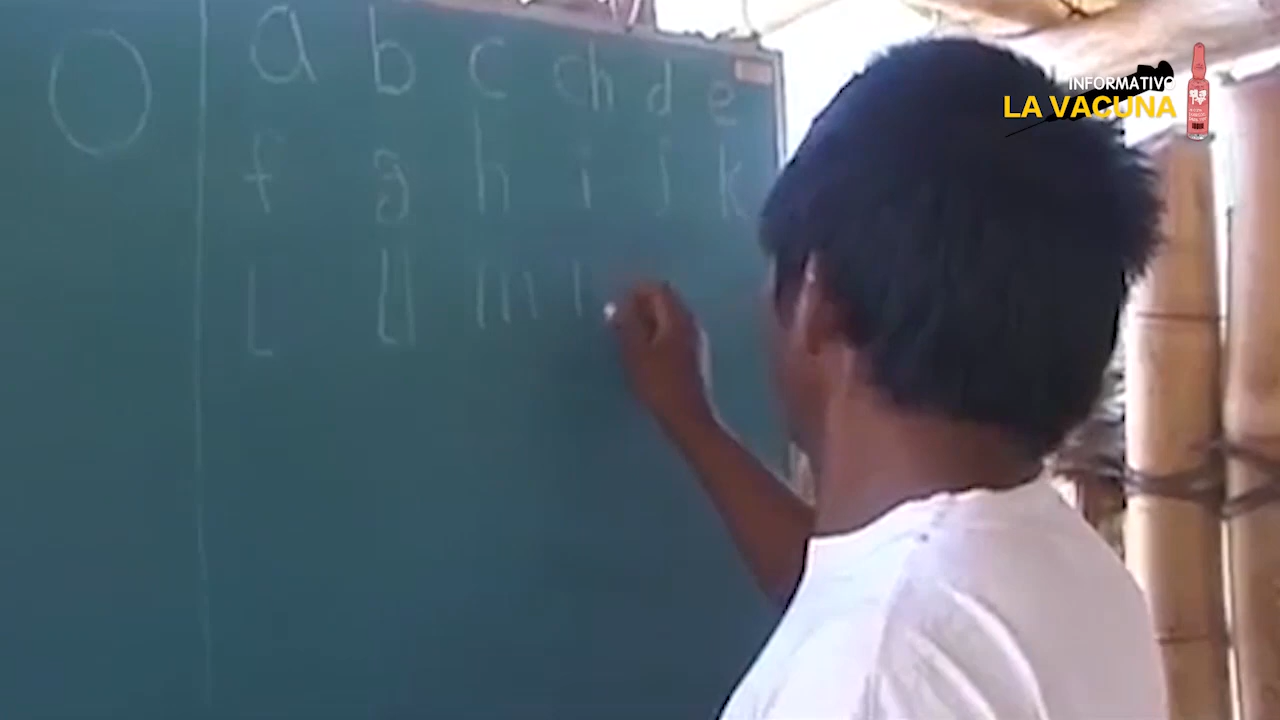 O a b c ch d e
f g h i j k
l ll m
INFORMATIVO
LA VACUNA